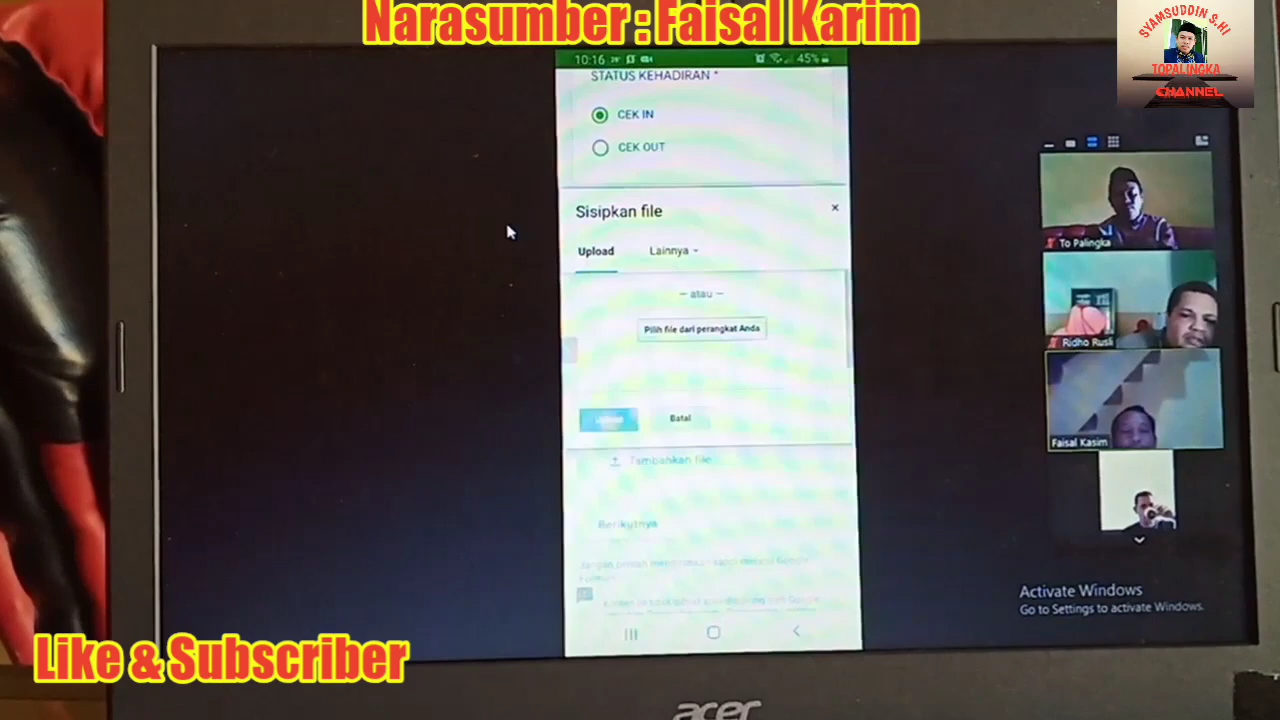 Narasumber : Faisal Karim
SYAMSUDDIN S.HI
TOPALINGKA
CHANNEL
10:16
45%
STATUS KEHADIRAN *
CEK IN
CEK OUT
Sisipkan file
×
Upload
Lainnya
— atau —
Pilih file dari perangkat Anda
Upload
Batal
Tambahkan file
Berikutnya
To Palingka
Ridho Rusli
Faisal Kasim
Activate Windows
Go to Settings to activate Windows.
Like & Subscriber
acer